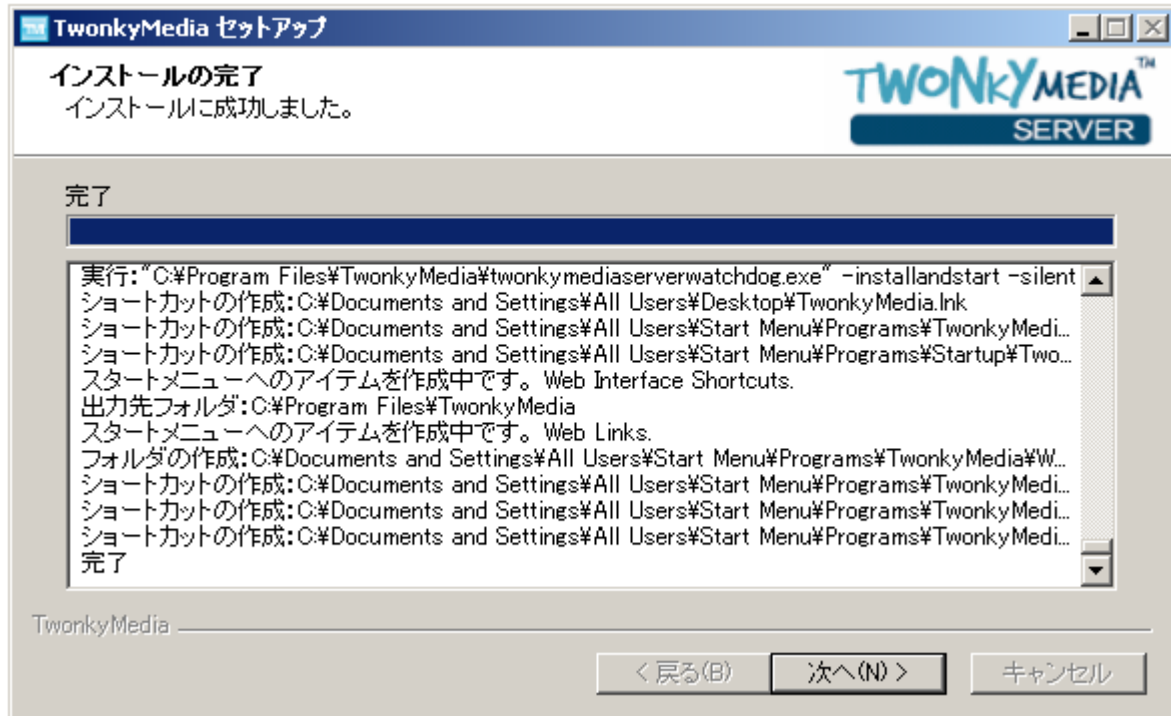 TwonkyMedia セットアップ
インストールの完了
インストールに成功しました。
TWONKYMEDIA™
SERVER
完了
実行:"C:¥Program Files¥TwonkyMedia¥twonkymediaserverwatchdog.exe" -installandstart -silent
ショートカットの作成:C:¥Documents and Settings¥All Users¥Desktop¥TwonkyMedia.lnk
ショートカットの作成:C:¥Documents and Settings¥All Users¥Start Menu¥Programs¥TwonkyMedi...
ショートカットの作成:C:¥Documents and Settings¥All Users¥Start Menu¥Programs¥Startup¥Two...
スタートメニューへのアイテムを作成中です。Web Interface Shortcuts.
出力先フォルダ:C:¥Program Files¥TwonkyMedia
スタートメニューへのアイテムを作成中です。Web Links.
フォルダの作成:C:¥Documents and Settings¥All Users¥Start Menu¥Programs¥TwonkyMedia¥W...
ショートカットの作成:C:¥Documents and Settings¥All Users¥Start Menu¥Programs¥TwonkyMedi...
ショートカットの作成:C:¥Documents and Settings¥All Users¥Start Menu¥Programs¥TwonkyMedi...
ショートカットの作成:C:¥Documents and Settings¥All Users¥Start Menu¥Programs¥TwonkyMedi...
完了
TwonkyMedia
< 戻る(B) 次へ(N) > キャンセル